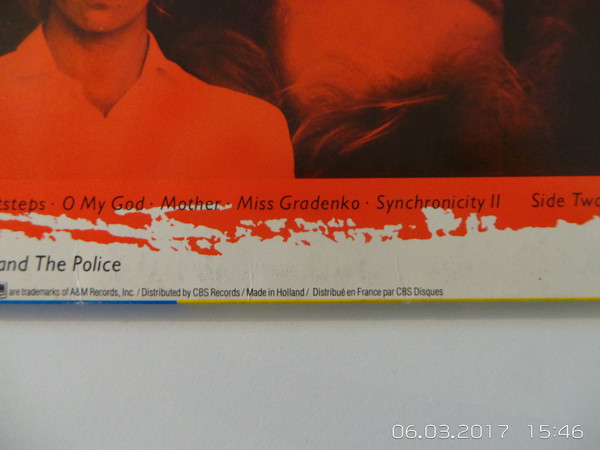 tsteps · O My God · Mother · Miss Gradenko · Synchronicity II Side Two
and The Police
are trademarks of A&M Records, Inc. / Distributed by CBS Records / Made in Holland / Distribué en France par CBS Disques
06.03.2017 15:46